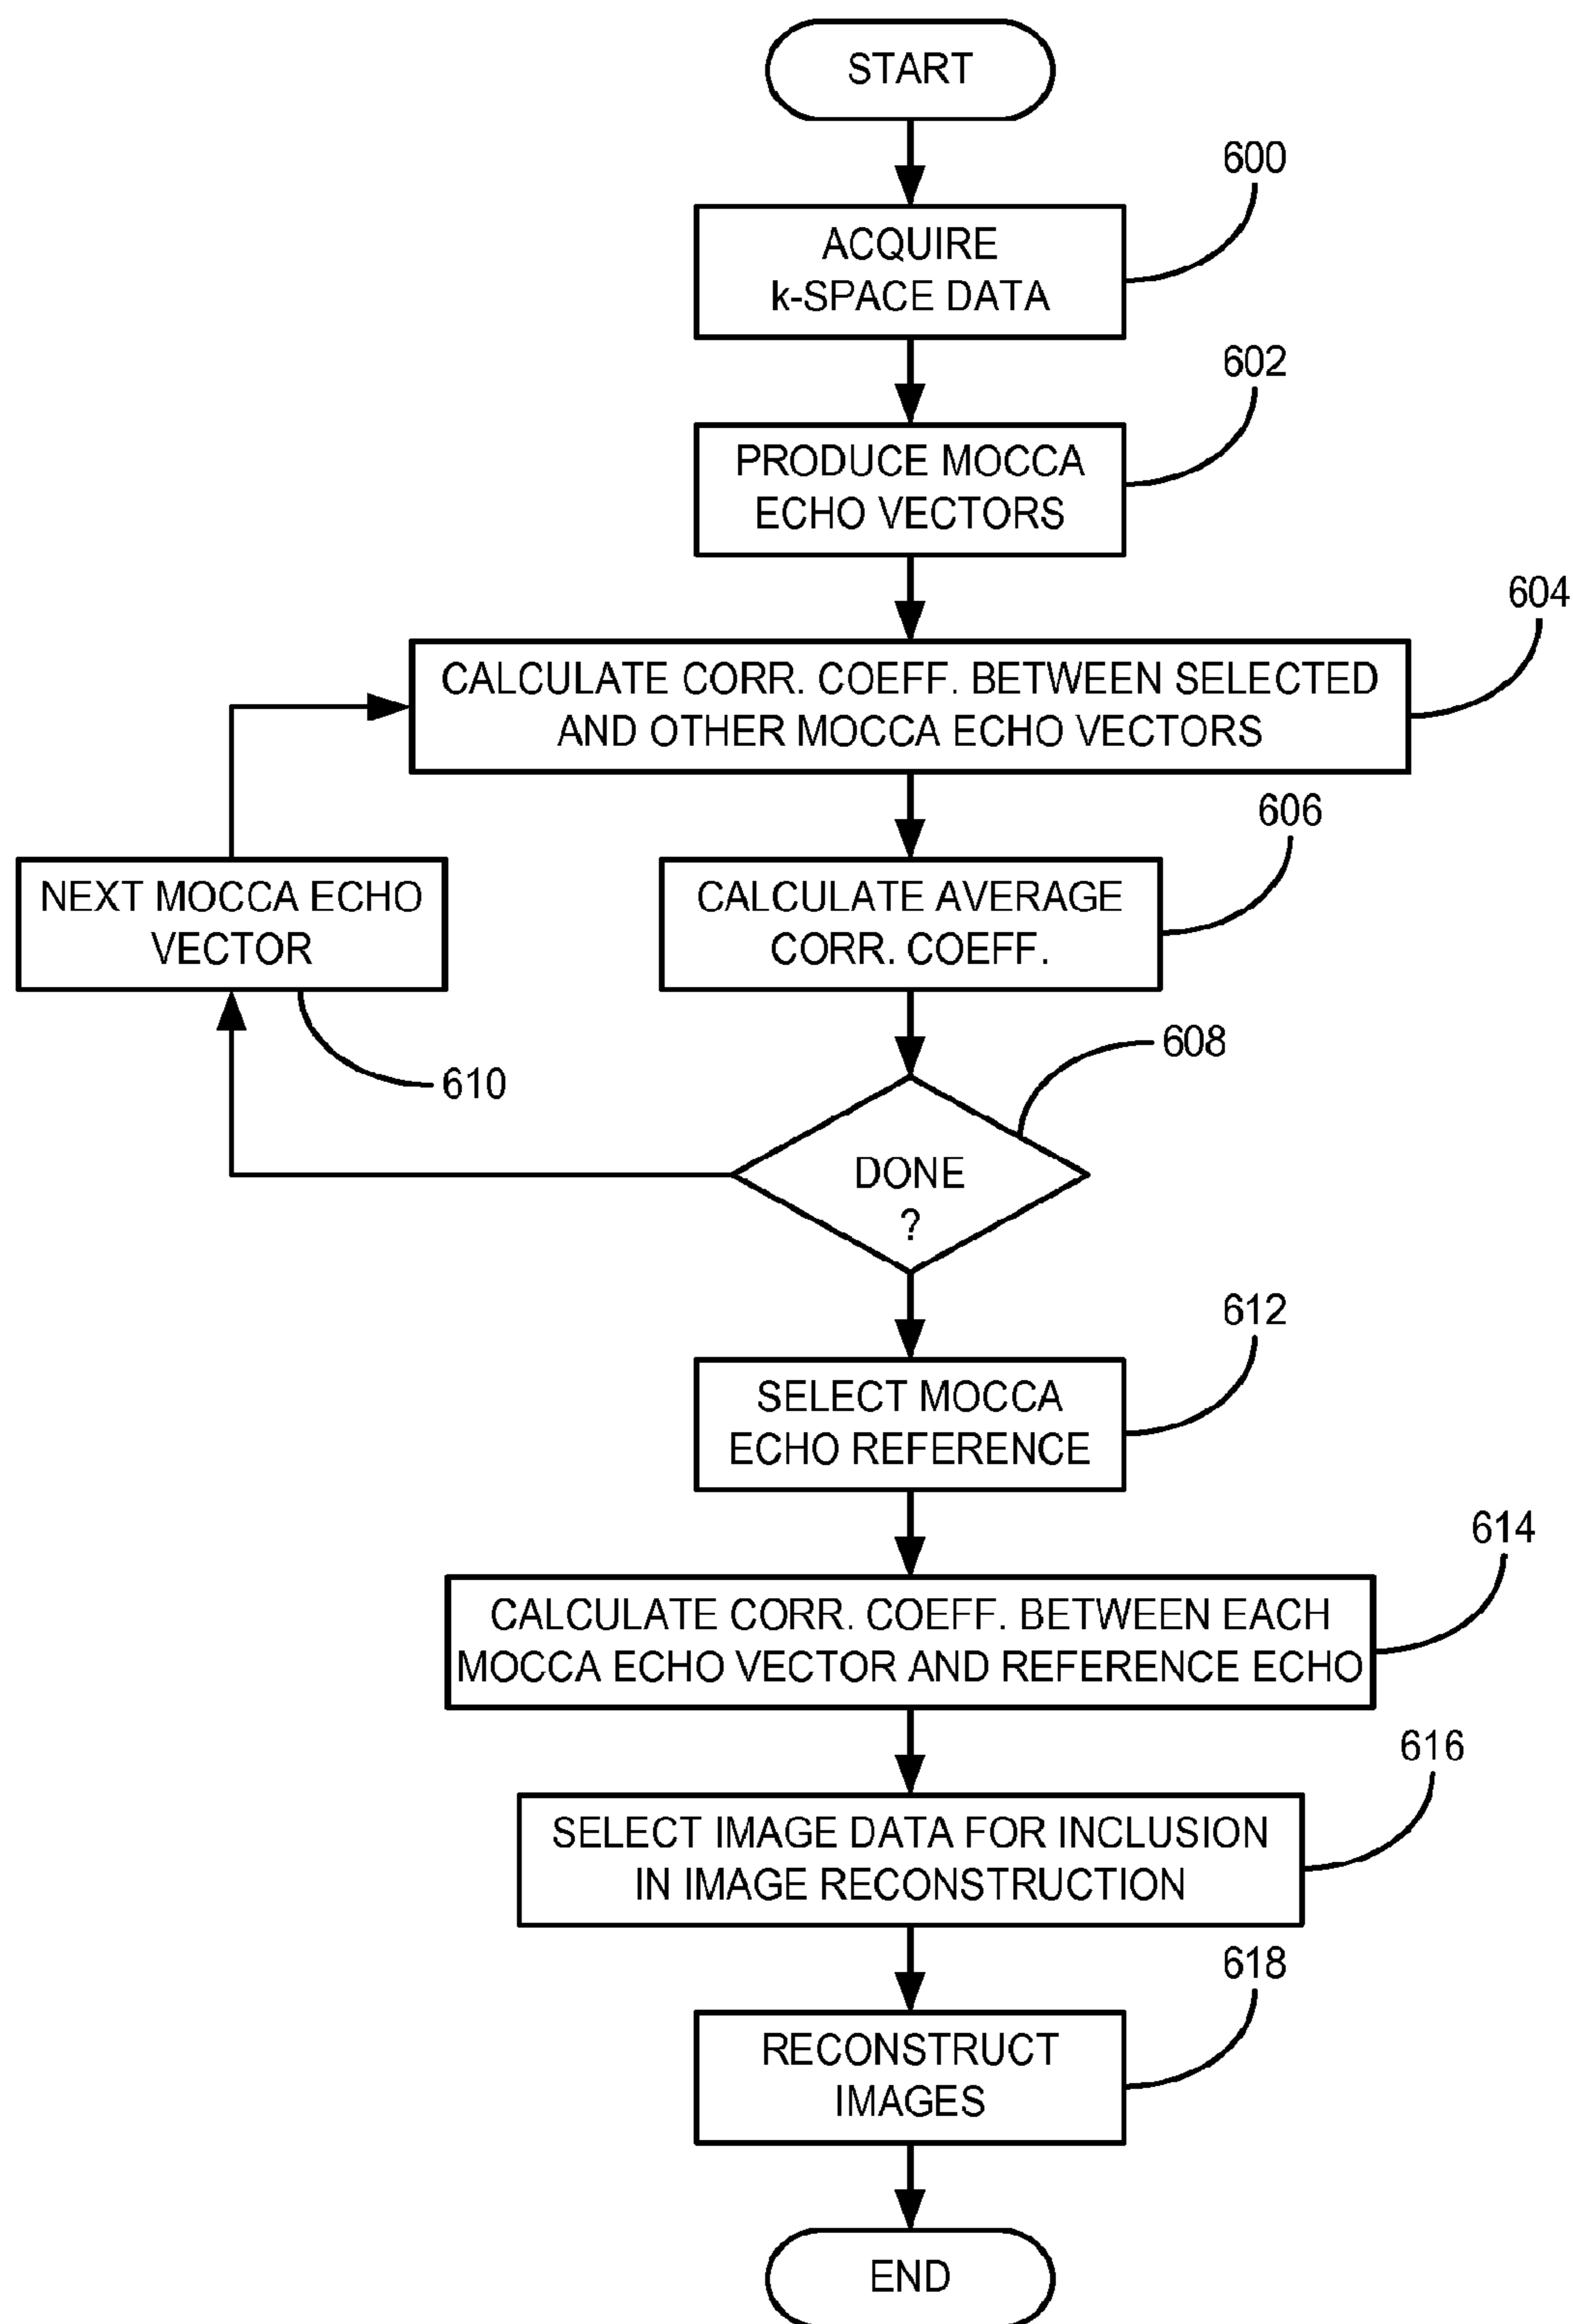 START
600
ACQUIRE
k-SPACE DATA
602
PRODUCE MOCCA
ECHO VECTORS
604
CALCULATE CORR. COEFF. BETWEEN SELECTED
AND OTHER MOCCA ECHO VECTORS
606
NEXT MOCCA ECHO
VECTOR
CALCULATE AVERAGE
CORR. COEFF.
608
610
DONE
?
612
SELECT MOCCA
ECHO REFERENCE
614
CALCULATE CORR. COEFF. BETWEEN EACH
MOCCA ECHO VECTOR AND REFERENCE ECHO
616
SELECT IMAGE DATA FOR INCLUSION
IN IMAGE RECONSTRUCTION
618
RECONSTRUCT
IMAGES
END